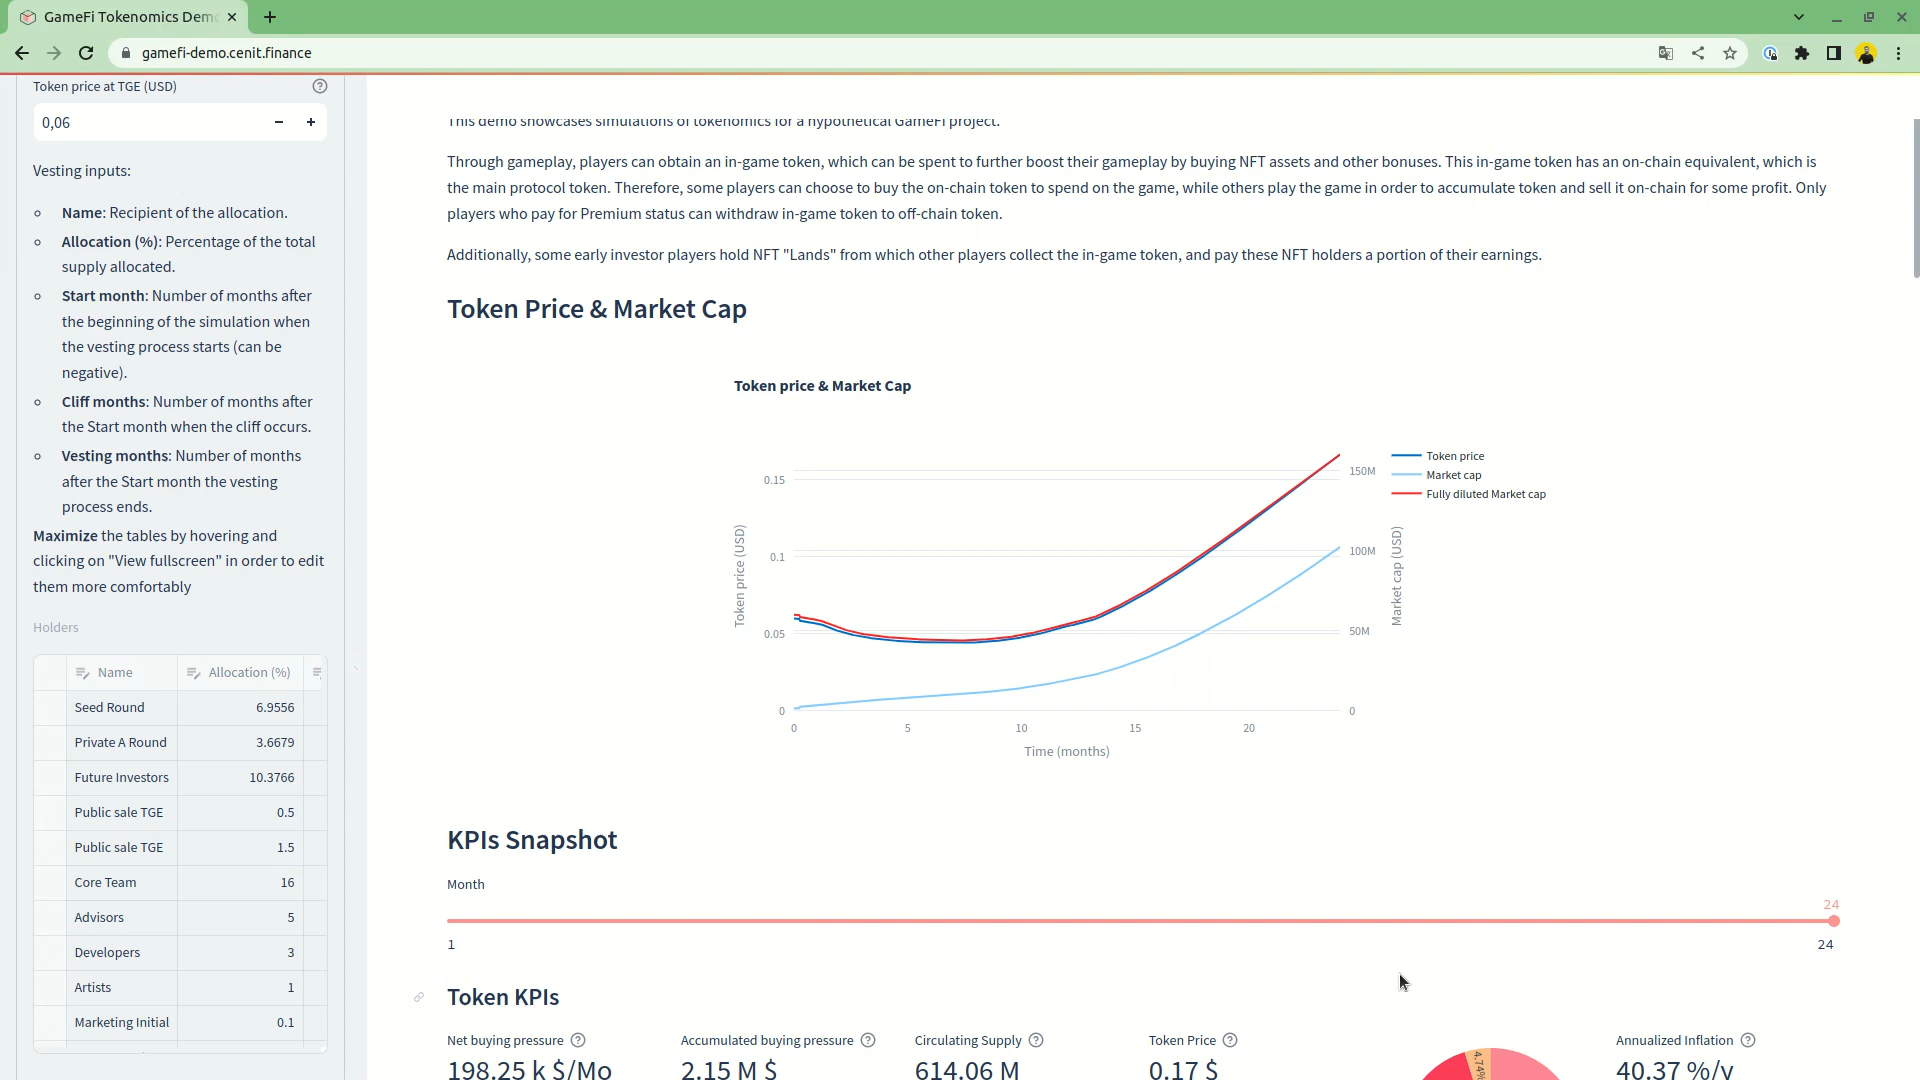 GameFi Tokenomics Demo
gamefi-demo.cenit.finance
Token price at TGE (USD)
0,06
Vesting inputs:
Name: Recipient of the allocation.
Allocation (%): Percentage of the total
supply allocated.
Start month: Number of months after
the beginning of the simulation when
the vesting process starts (can be
negative).
Cliff months: Number of months after
the Start month when the cliff occurs.
Vesting months: Number of months
after the Start month the vesting
process ends.
Maximize the tables by hovering and
clicking on "View fullscreen" in order to edit
them more comfortably
Holders
Name Allocation (%)
Seed Round 6.9556
Private A Round 3.6679
Future Investors 10.3766
Public sale TGE 0.5
Public sale TGE 1.5
Core Team 16
Advisors 5
Developers 3
Artists 1
Marketing Initial 0.1
This demo showcases simulations of tokenomics for a hypothetical GameFi project.
Through gameplay, players can obtain an in-game token, which can be spent to further boost their gameplay by buying NFT assets and other bonuses. This in-game token has an on-chain equivalent, which is
the main protocol token. Therefore, some players can choose to buy the on-chain token to spend on the game, while others play the game in order to accumulate token and sell it on-chain for some profit. Only
players who pay for Premium status can withdraw in-game token to off-chain token.
Additionally, some early investor players hold NFT "Lands" from which other players collect the in-game token, and pay these NFT holders a portion of their earnings.
Token Price & Market Cap
Token price & Market Cap
Token price
Market cap
Fully diluted Market cap
0.15
0.1
0.05
0
Token price (USD)
150M
100M
50M
0
Market cap (USD)
0 5 10 15 20
Time (months)
KPIs Snapshot
Month
24
1 24
Token KPIs
Net buying pressure Accumulated buying pressure Circulating Supply Token Price Annualized Inflation
198.25 k $/Mo 2.15 M $ 614.06 M 0.17 $ 40.37 %/y
4.74%